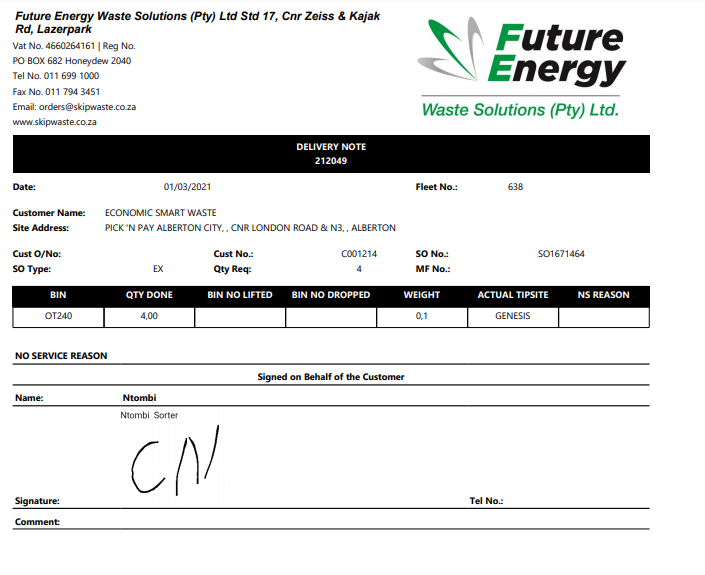 Future Energy Waste Solutions (Pty) Ltd Std 17, Cnr Zeiss & Kajak
Rd, Lazerpark
Vat No. 4660264161 | Reg No.
PO BOX 682 Honeydew 2040
Tel No. 011 699 1000
Fax No. 011 794 3451
Email: orders@skipwaste.co.za
www.skipwaste.co.za
Future
Energy
Waste Solutions (Pty) Ltd.
DELIVERY NOTE
212049
Date: 01/03/2021 Fleet No.: 638
Customer Name: ECONOMIC SMART WASTE
Site Address: PICK 'N PAY ALBERTON CITY, , CNR LONDON ROAD & N3, , ALBERTON
Cust O/No: Cust No.: C001214 SO No.: SO1671464
SO Type: EX Qty Req: 4 MF No.:
BIN QTY DONE BIN NO LIFTED BIN NO DROPPED WEIGHT ACTUAL TIPSITE NS REASON
OT240 4,00 0,1 GENESIS
NO SERVICE REASON
Signed on Behalf of the Customer
Name: Ntombi
Ntombi Sorter
Signature: Tel No.:
Comment: